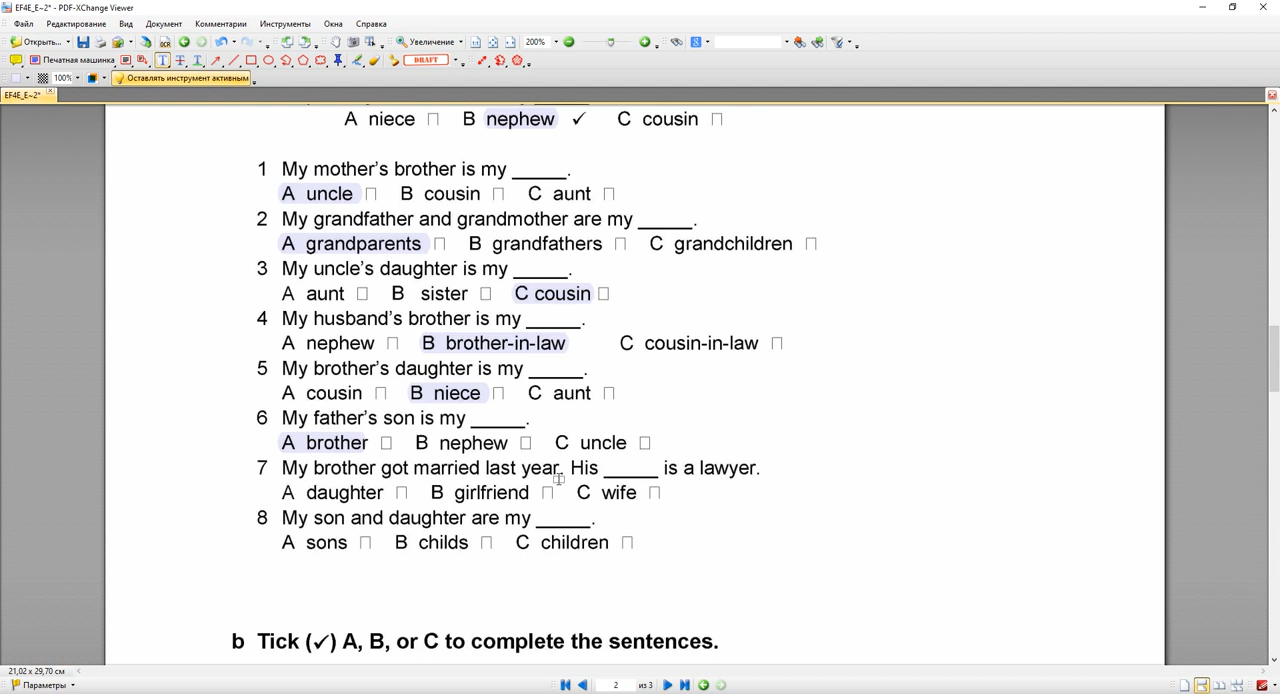 EF4E_E~2* - PDF-XChange Viewer
Файл Редактирование Вид Документ Комментарии Инструменты Окна Справка
Открыть... OCR Увеличение 200%
Печатная машинка DRAFT
100% Оставлять инструмент активным
EF4E_E~2*
A niece □ B nephew ✓ C cousin □
1 My mother's brother is my _____.
A uncle □ B cousin □ C aunt □
2 My grandfather and grandmother are my _____.
A grandparents □ B grandfathers □ C grandchildren □
3 My uncle's daughter is my _____.
A aunt □ B sister □ C cousin □
4 My husband's brother is my _____.
A nephew □ B brother-in-law C cousin-in-law □
5 My brother's daughter is my _____.
A cousin □ B niece □ C aunt □
6 My father's son is my _____.
A brother □ B nephew □ C uncle □
7 My brother got married last year. His _____ is a lawyer.
A daughter □ B girlfriend □ C wife □
8 My son and daughter are my _____.
A sons □ B childs □ C children □
b Tick (✓) A, B, or C to complete the sentences.
21,02 x 29,70 см
Параметры 2 из 3